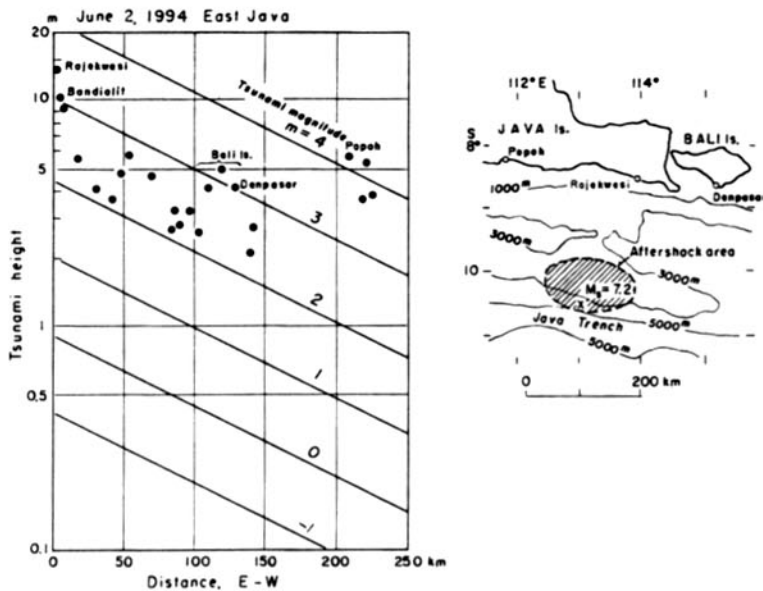 m June 2, 1994 East Java
20
10
5
1
0.5
0.1
Tsunami height
Rajekwesi
Bandialit
Tsunami magnitude
m = 4
Popoh
Bali Is.
Denpasar
3
2
1
0
-1
0 50 100 150 200 250 km
Distance, E-W
112° E 114°
S
8°
JAVA Is.
BALI Is.
Popoh
Rajekwesi
Denpasar
1000m
3000m
Aftershock area
10
3000m
Ms = 7.2
x
Java Trench
5000m
5000m
0 200 km